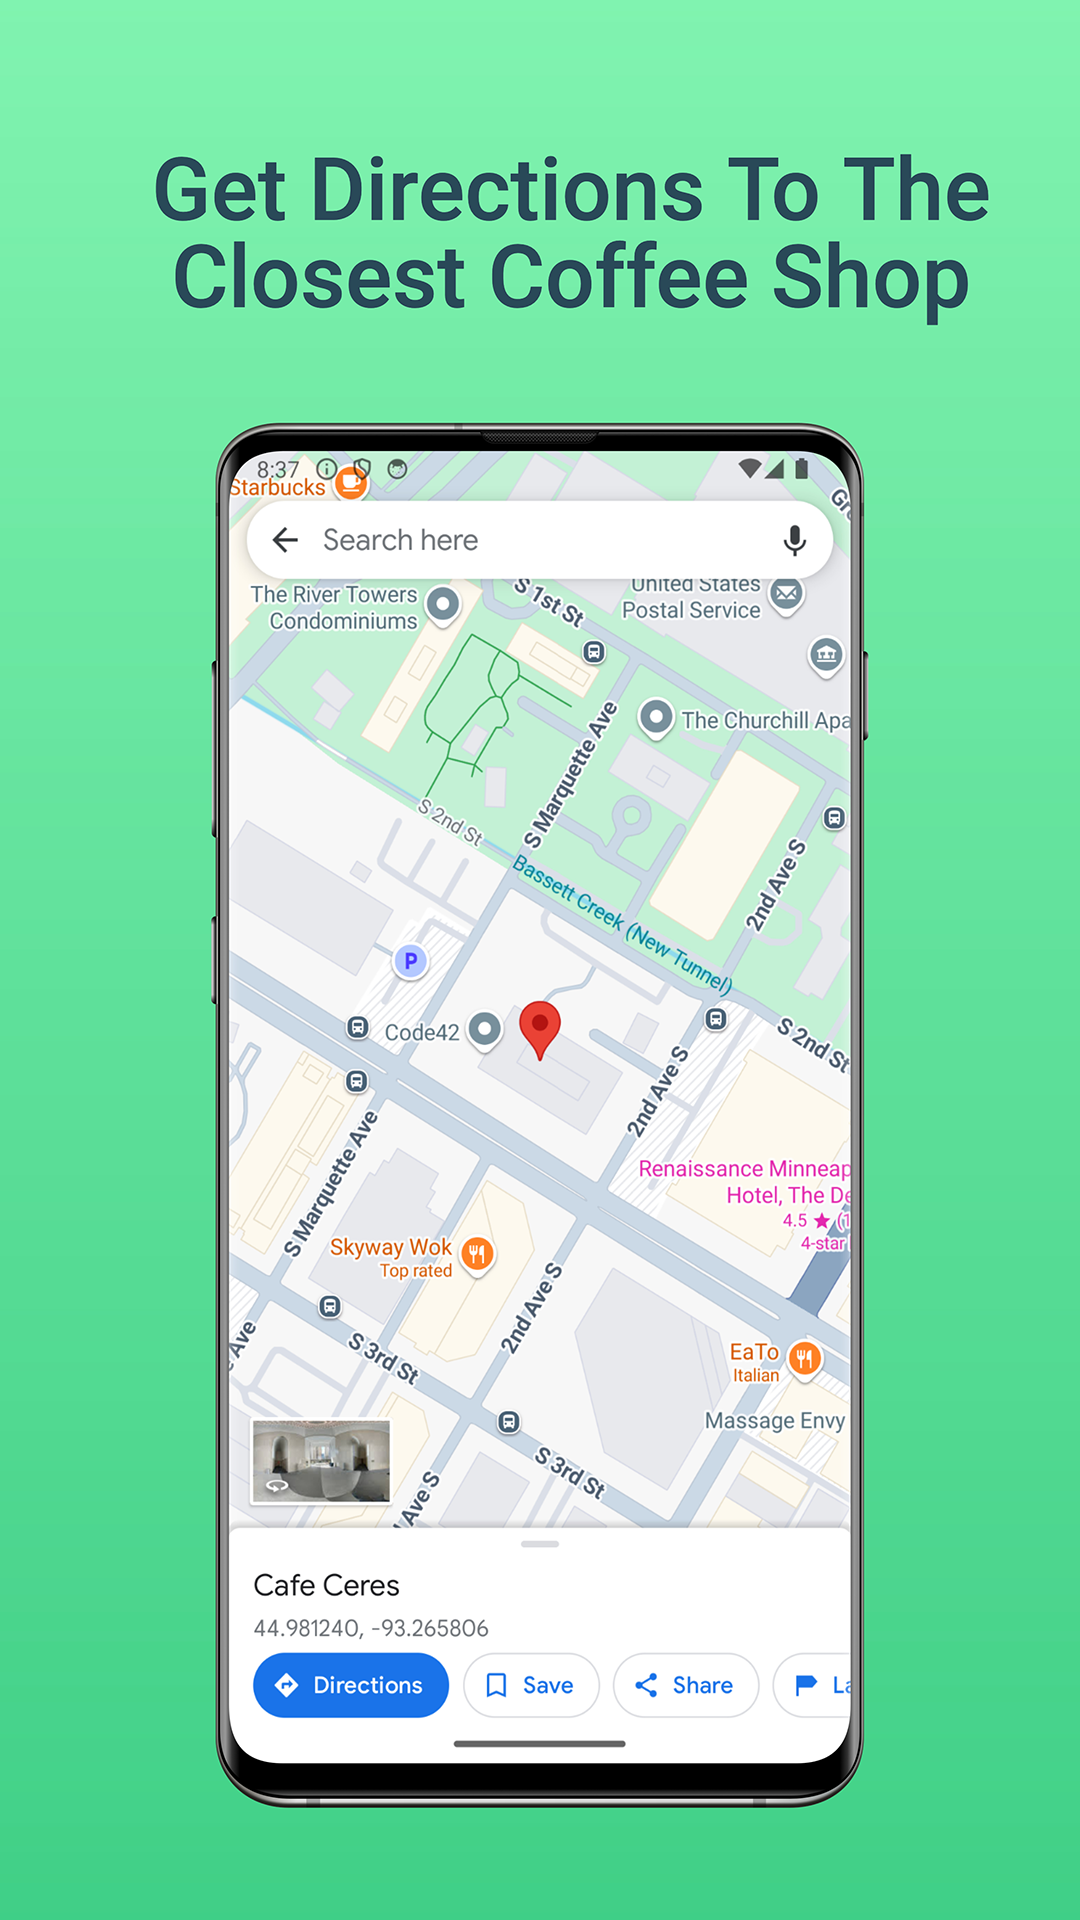 Get Directions To The
Closest Coffee Shop
8:37
Starbucks
Search here
The River Towers
Condominiums
S 1st St
United States
Postal Service
The Churchill Apa
S Marquette Ave
S 2nd St
2nd Ave S
Bassett Creek (New Tunnel)
P
Code42
S 2nd St
2nd Ave S
S Marquette Ave
Renaissance Minneap
Hotel, The De
4.5 ★ (1
4-star
Skyway Wok
Top rated
2nd Ave S
S 3rd St
e Ave
EaTo
Italian
Massage Envy
S 3rd St
Ave S
Cafe Ceres
44.981240, -93.265806
Directions
Save
Share
La